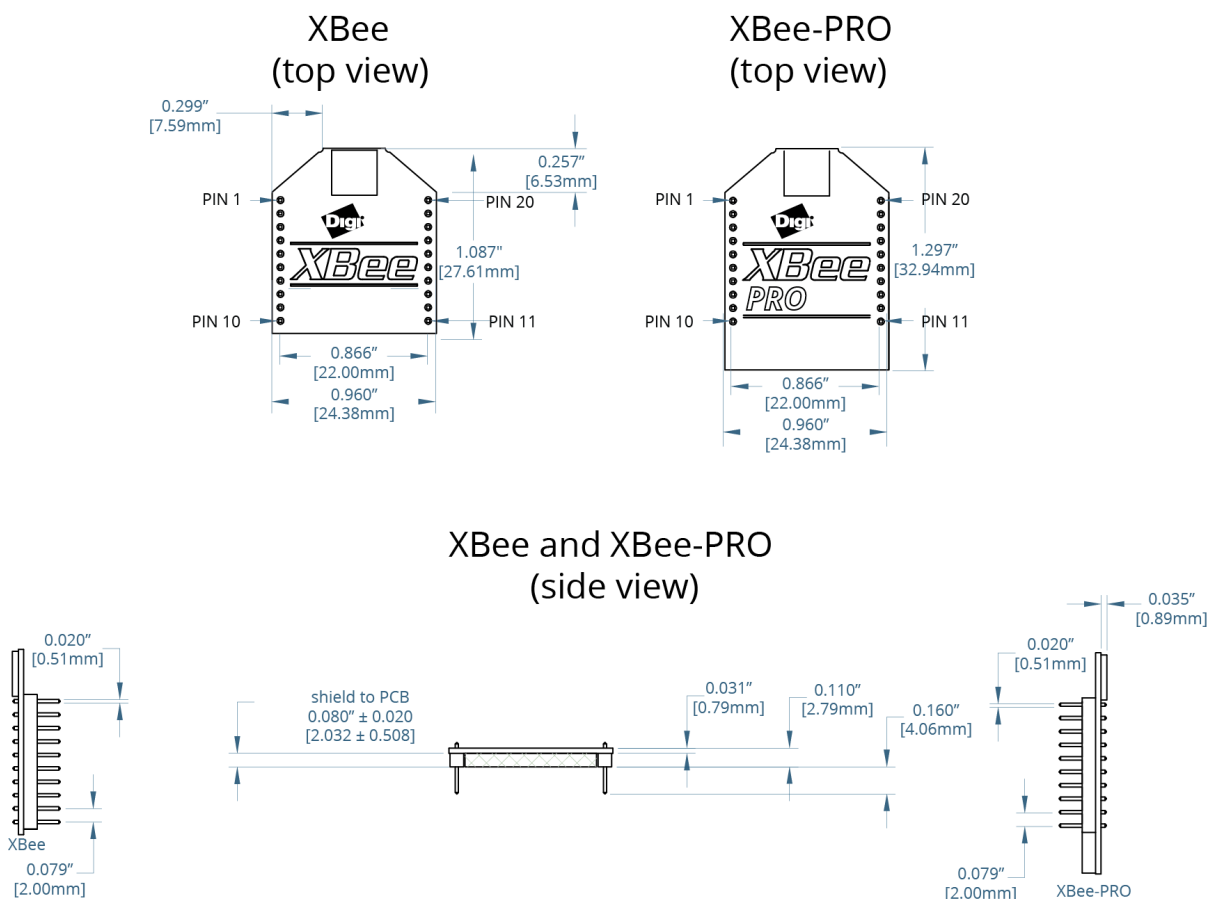 XBee
(top view)
XBee-PRO
(top view)
0.299”
[7.59mm]
0.257”
[6.53mm]
PIN 1
PIN 20
Digi
XBee
1.087"
[27.61mm]
PIN 10
PIN 11
0.866”
[22.00mm]
0.960”
[24.38mm]
PIN 1
PIN 20
Digi
XBee
PRO
1.297”
[32.94mm]
PIN 10
PIN 11
0.866”
[22.00mm]
0.960”
[24.38mm]
XBee and XBee-PRO
(side view)
0.020”
[0.51mm]
XBee
0.079”
[2.00mm]
shield to PCB
0.080” ± 0.020
[2.032 ± 0.508]
0.031”
[0.79mm]
0.110”
[2.79mm]
0.160”
[4.06mm]
0.035”
[0.89mm]
0.020”
[0.51mm]
0.079”
[2.00mm]
XBee-PRO